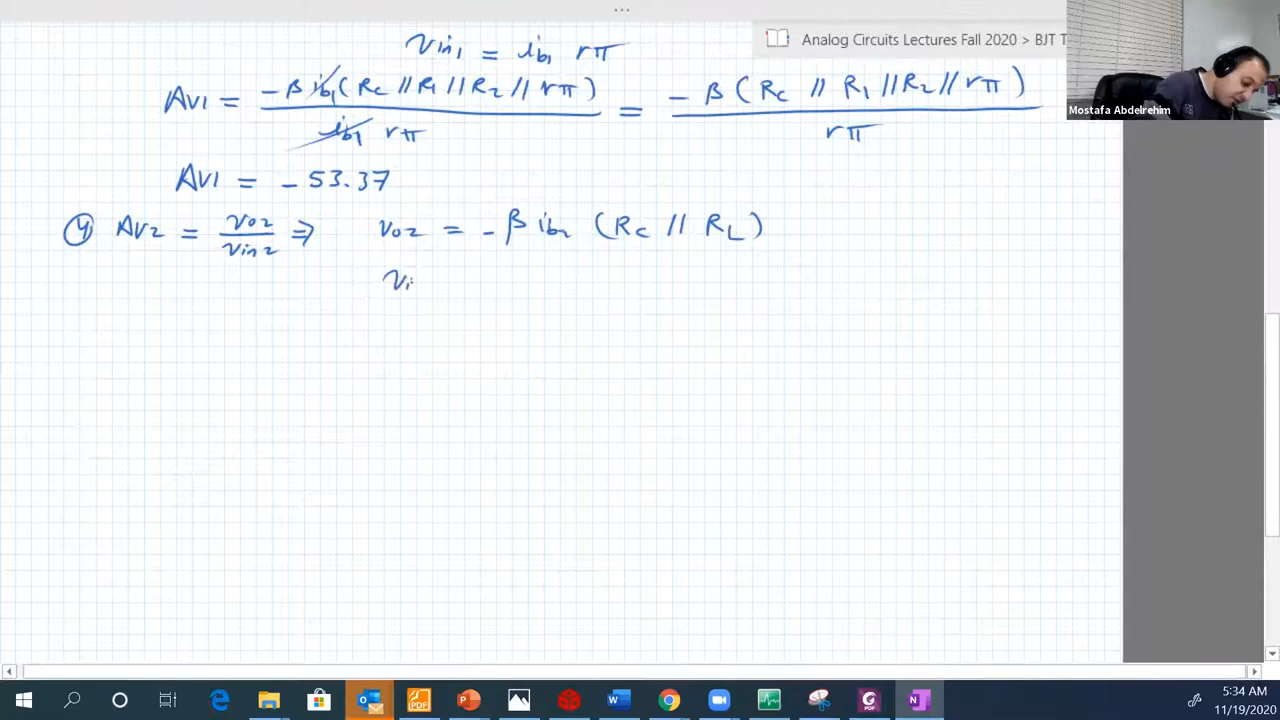 Analog Circuits Lectures Fall 2020 > BJT T
Vin1 = ib1 rπ
Av1 = -β ib1 (Rc // R1 // R2 // rπ) / ib1 rπ = -β (Rc // R1 // R2 // rπ) / rπ
Mostafa Abdelrehim
Av1 = -53.37
④ Av2 = vo2 / vin2 ⇒ vo2 = -β ib2 (Rc // RL)
Vi
5:34 AM
11/19/2020